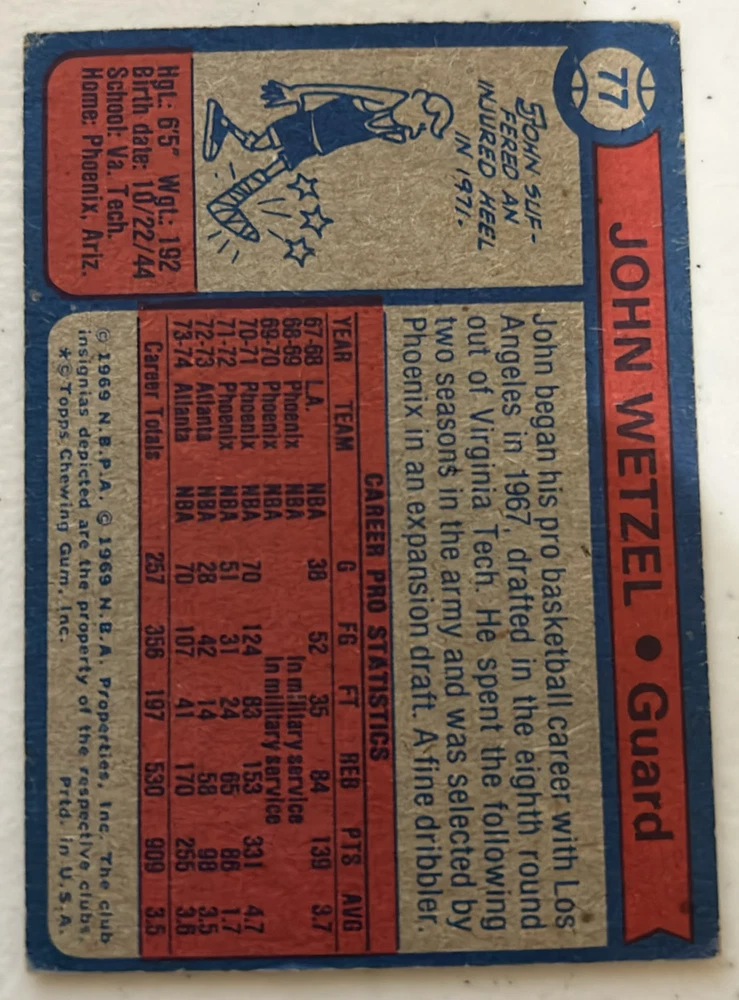 77
JOHN WETZEL • Guard
JOHN SUF-
FERED AN
INJURED HEEL
IN 1971.
Hgt.: 6'5" Wgt.: 192
Birth date: 10/22/44
School: Va. Tech.
Home: Phoenix, Ariz.
John began his pro basketball career with Los
Angeles in 1967, drafted in the eighth round
out of Virginia Tech. He spent the following
two seasons in the army and was selected by
Phoenix in an expansion draft. A fine dribbler.
CAREER PRO STATISTICS
YEAR TEAM G FG FT REB PTS AVG
67-68 L.A. NBA 38 52 35 84 139 3.7
68-69 Phoenix NBA In military service
69-70 Phoenix NBA In military service
70-71 Phoenix NBA 70 124 83 153 331 4.7
71-72 Phoenix NBA 51 31 24 65 86 1.7
72-73 Atlanta NBA 28 42 14 58 98 3.5
73-74 Atlanta NBA 70 107 41 170 255 3.6
Career Totals 257 356 197 530 909 3.5
© 1969 N.B.P.A. © 1969 N.B.A. Properties, Inc. The club
insignias depicted are the property of the respective clubs.
*© Topps Chewing Gum, Inc. Prtd. in U.S.A.